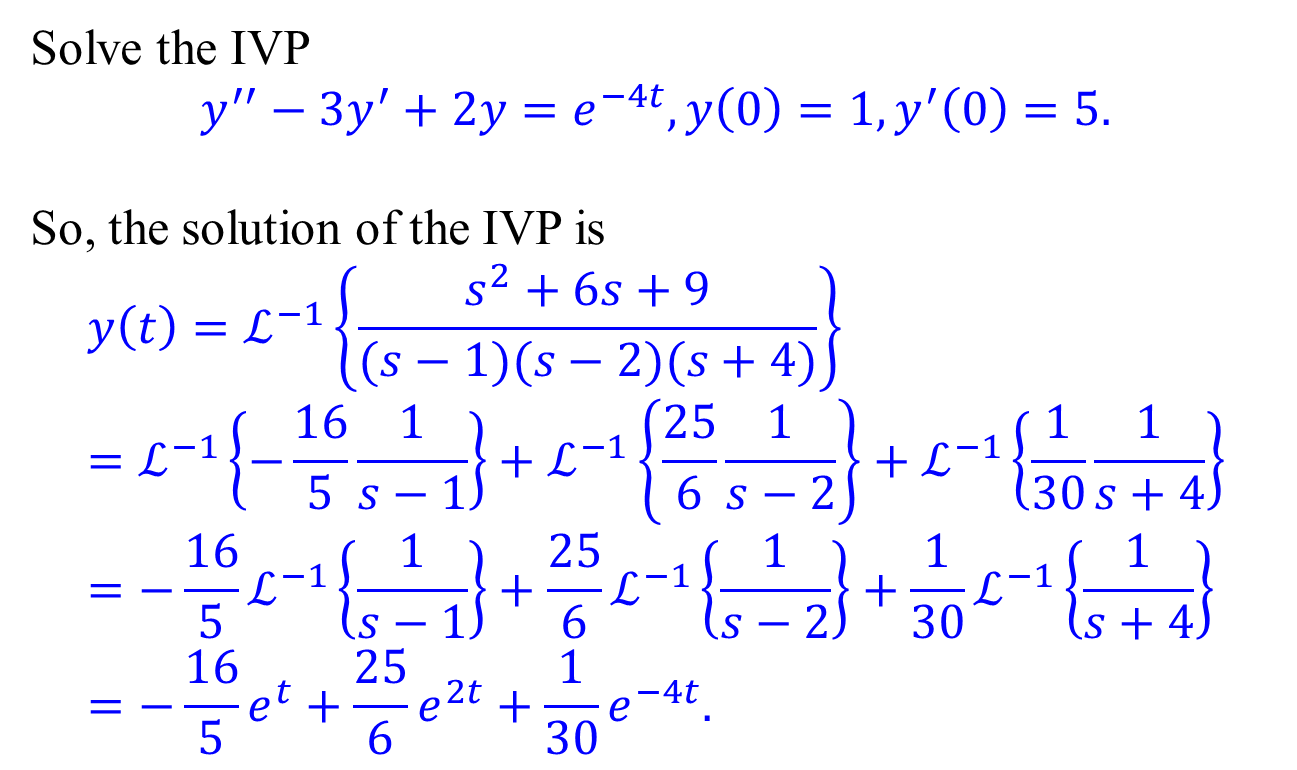 Solve the IVP
y′′ − 3y′ + 2y = e⁻⁴ᵗ, y(0) = 1, y′(0) = 5.
So, the solution of the IVP is
y(t) = ℒ⁻¹ { (s² + 6s + 9) / ((s − 1)(s − 2)(s + 4)) }
= ℒ⁻¹ { − 16/5 1/(s − 1) } + ℒ⁻¹ { 25/6 1/(s − 2) } + ℒ⁻¹ { 1/30 1/(s + 4) }
= − 16/5 ℒ⁻¹ { 1/(s − 1) } + 25/6 ℒ⁻¹ { 1/(s − 2) } + 1/30 ℒ⁻¹ { 1/(s + 4) }
= − 16/5 eᵗ + 25/6 e²ᵗ + 1/30 e⁻⁴ᵗ.